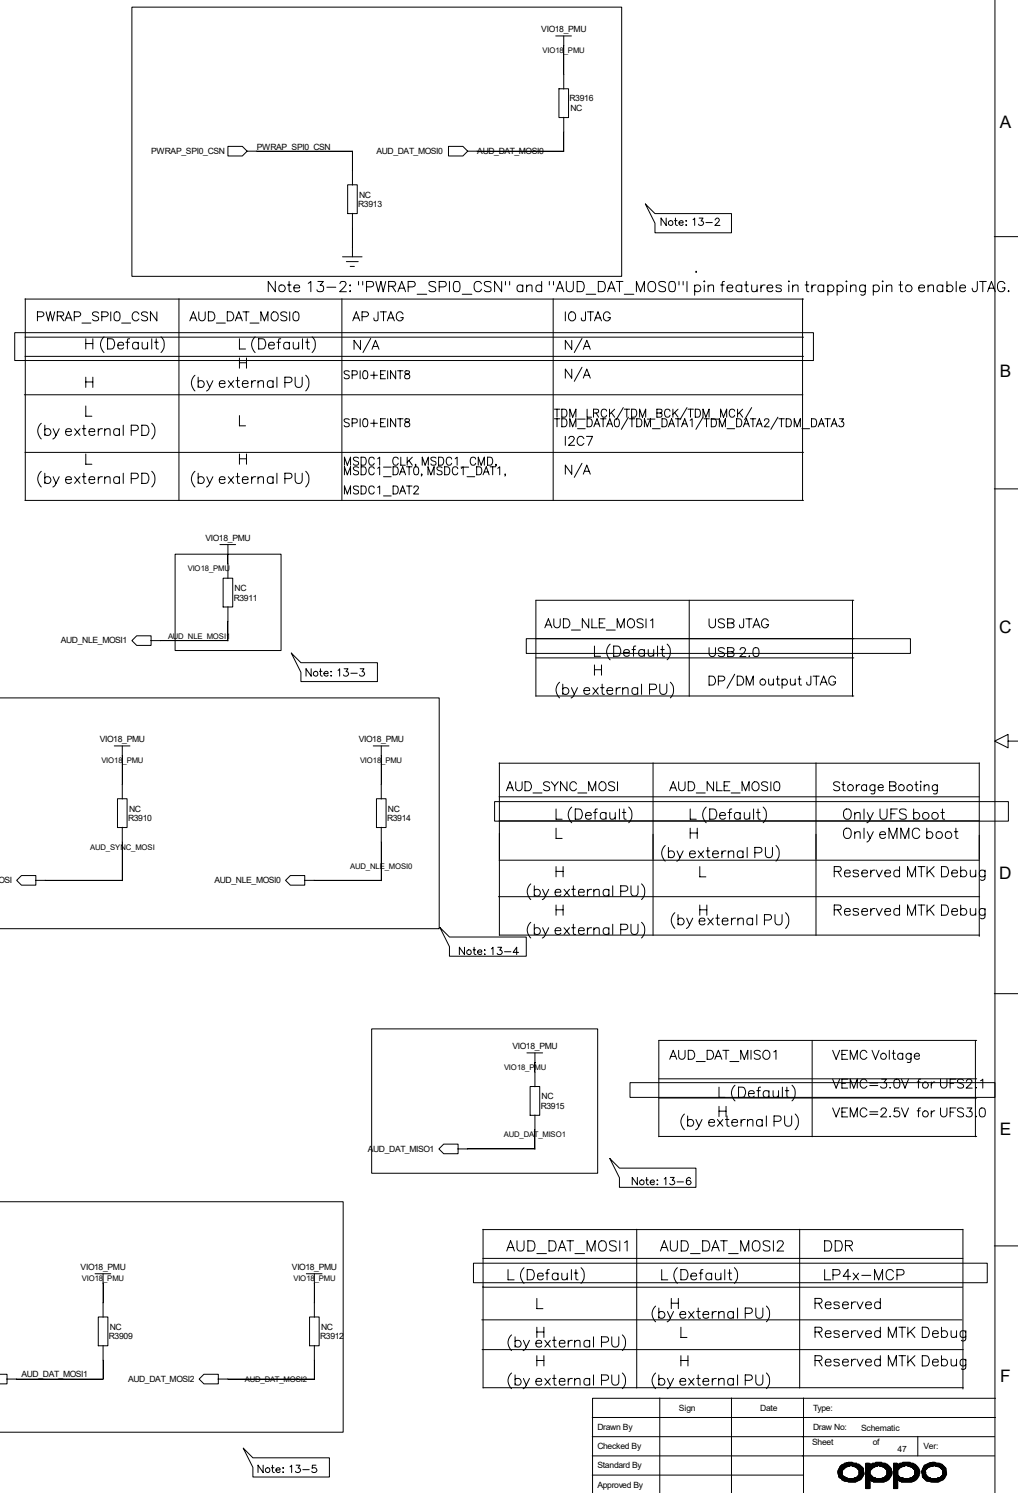 VIO18_PMU
VIO18_PMU
R3916
NC
A
PWRAP_SPI0_CSN
PWRAP_SPI0_CSN
AUD_DAT_MOSI0
AUD_DAT_MOSI0
NC
R3913
Note: 13-2
Note 13-2: "PWRAP_SPI0_CSN" and "AUD_DAT_MOS0"I pin features in trapping pin to enable JTAG.
PWRAP_SPI0_CSN AUD_DAT_MOSI0 AP JTAG IO JTAG
H (Default) L (Default) N/A N/A
B
H H (by external PU) SPI0+EINT8 N/A
L (by external PD) L SPI0+EINT8 TDM_LRCK/TDM_BCK/TDM_MCK/
TDM_DATA0/TDM_DATA1/TDM_DATA2/TDM_DATA3
I2C7
L (by external PD) H (by external PU) MSDC1_CLK, MSDC1_CMD, N/A
MSDC1_DAT0, MSDC1_DAT1,
MSDC1_DAT2
VIO18_PMU
VIO18_PMU
NC
R3911
AUD_NLE_MOSI1
AUD_NLE_MOSI1
Note: 13-3
C
AUD_NLE_MOSI1 USB JTAG
L (Default) USB 2.0
H
(by external PU) DP/DM output JTAG
VIO18_PMU
VIO18_PMU
NC
R3910
AUD_SYNC_MOSI
OSI
VIO18_PMU
VIO18_PMU
NC
R3914
AUD_NLE_MOSI0
AUD_NLE_MOSI0
Note: 13-4
AUD_SYNC_MOSI AUD_NLE_MOSI0 Storage Booting
L (Default) L (Default) Only UFS boot
L H Only eMMC boot
(by external PU)
H L Reserved MTK Debug
(by external PU)
H H Reserved MTK Debug
(by external PU) (by external PU)
D
VIO18_PMU
VIO18_PMU
NC
R3915
AUD_DAT_MISO1
AUD_DAT_MISO1
Note: 13-6
AUD_DAT_MISO1 VEMC Voltage
L (Default) VEMC=3.0V for UFS2.1
H VEMC=2.5V for UFS3.0
(by external PU)
E
VIO18_PMU
VIO18_PMU
NC
R3909
AUD_DAT_MOSI1
VIO18_PMU
VIO18_PMU
NC
R3912
AUD_DAT_MOSI2
AUD_DAT_MOSI2
Note: 13-5
AUD_DAT_MOSI1 AUD_DAT_MOSI2 DDR
L (Default) L (Default) LP4x-MCP
L H Reserved
(by external PU)
H L Reserved MTK Debug
(by external PU)
H H Reserved MTK Debug
(by external PU) (by external PU)
F
Sign Date Type:
Drawn By Draw No: Schematic
Checked By Sheet of 47 Ver:
Standard By
Approved By
oppo